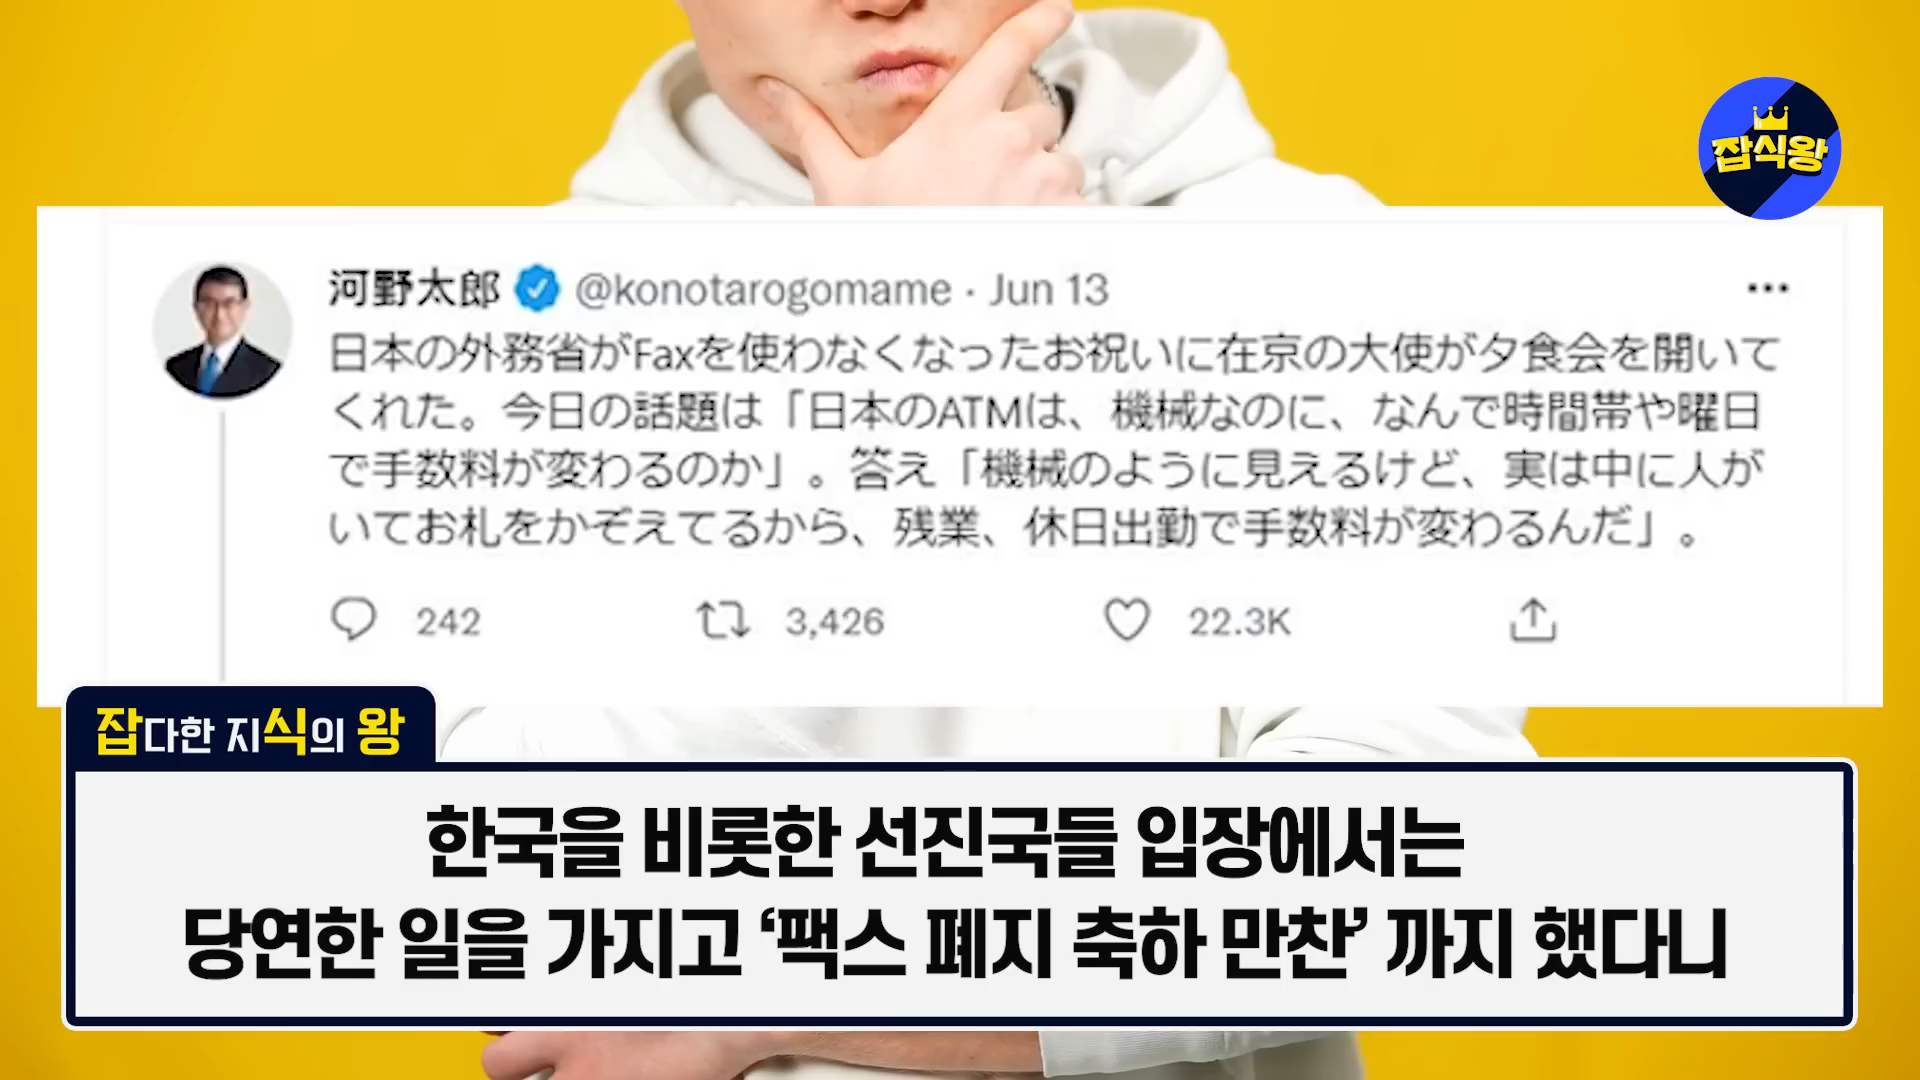 잡식왕
河野太郎 @konotarogomame · Jun 13
日本の外務省がFaxを使わなくなったお祝いに在京の大使が夕食会を開いて
くれた。今日の話題は「日本のATMは、機械なのに、なんで時間帯や曜日
で手数料が変わるのか」。答え「機械のように見えるけど、実は中に人が
いてお札をかぞえてるから、残業、休日出勤で手数料が変わるんだ」。
242 3,426 22.3K
잡다한 지식의 왕
한국을 비롯한 선진국들 입장에서는
당연한 일을 가지고 ‘팩스 폐지 축하 만찬’ 까지 했다니